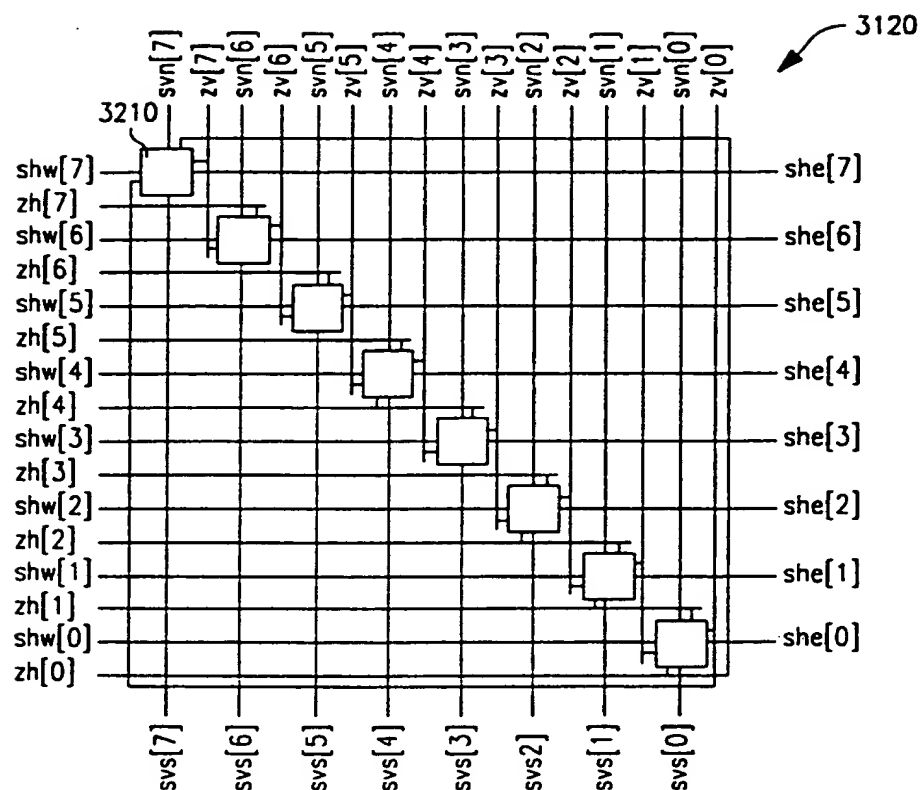 3120
svn[7]
zv[7]
svn[6]
zv[6]
svn[5]
zv[5]
svn[4]
zv[4]
svn[3]
zv[3]
svn[2]
zv[2]
svn[1]
zv[1]
svn[0]
zv[0]
3210
shw[7] she[7]
zh[7]
shw[6] she[6]
zh[6]
shw[5] she[5]
zh[5]
shw[4] she[4]
zh[4]
shw[3] she[3]
zh[3]
shw[2] she[2]
zh[2]
shw[1] she[1]
zh[1]
shw[0] she[0]
zh[0]
svs[7]
svs[6]
svs[5]
svs[4]
svs[3]
svs2]
svs[1]
svs[0]